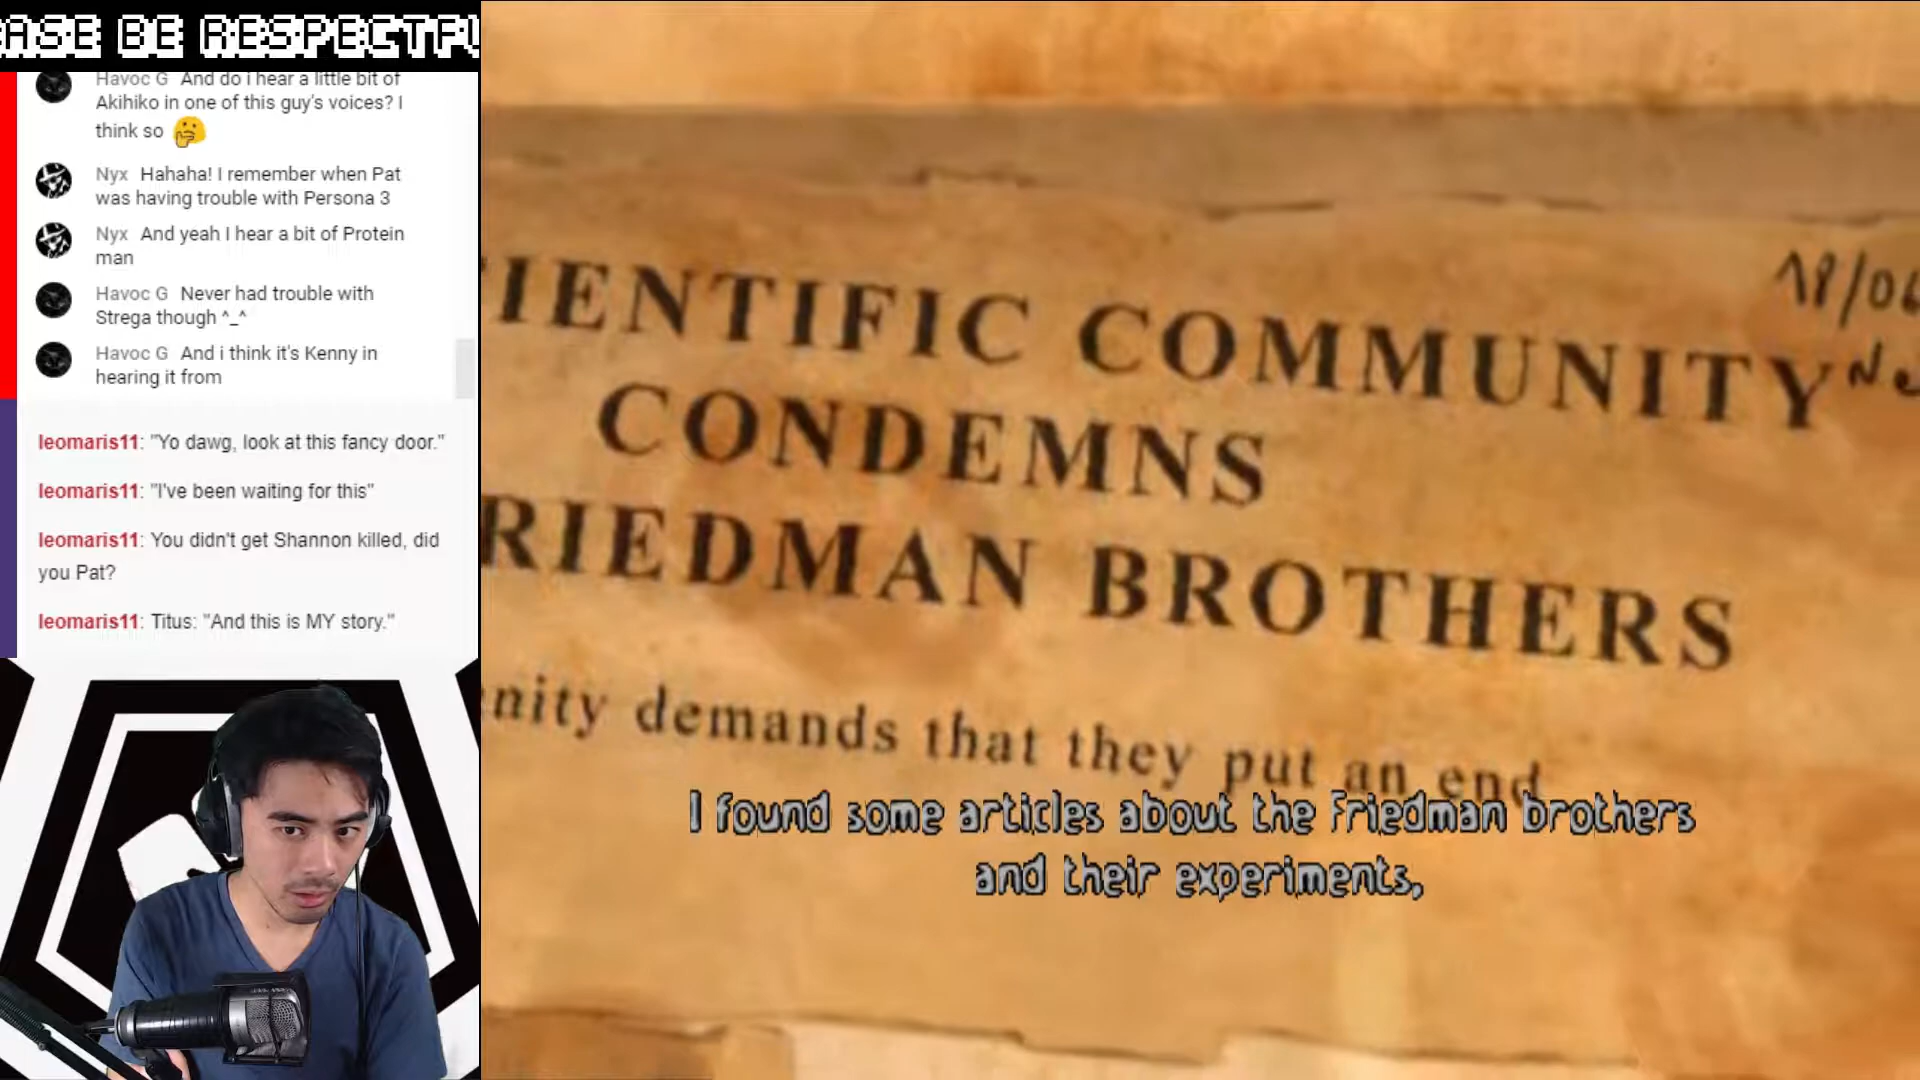 ASE BE RESPECTFU
Havoc G And do i hear a little bit of
Akihiko in one of this guy's voices? I
think so 🤔
Nyx Hahaha! I remember when Pat
was having trouble with Persona 3
Nyx And yeah I hear a bit of Protein
man
Havoc G Never had trouble with
Strega though ^_^
Havoc G And i think it's Kenny in
hearing it from
leomaris11: "Yo dawg, look at this fancy door."
leomaris11: "I've been waiting for this"
leomaris11: You didn't get Shannon killed, did
you Pat?
leomaris11: Titus: "And this is MY story."
IENTIFIC COMMUNITY
CONDEMNS
RIEDMAN BROTHERS
nity demands that they put an end
I found some articles about the Friedman brothers
and their experiments,